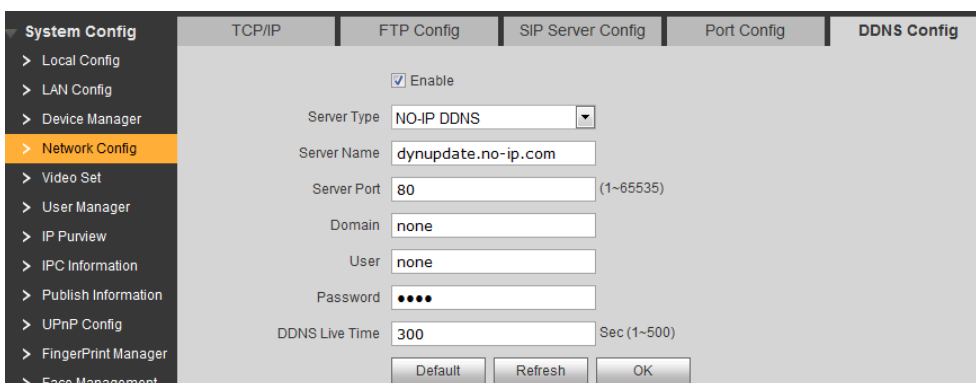 System Config
TCP/IP
FTP Config
SIP Server Config
Port Config
DDNS Config
Local Config
LAN Config
Device Manager
Network Config
Video Set
User Manager
IP Purview
IPC Information
Publish Information
UPnP Config
FingerPrint Manager
Face Management
Enable
Server Type NO-IP DDNS
Server Name dynupdate.no-ip.com
Server Port 80 (1~65535)
Domain none
User none
Password ●●●●
DDNS Live Time 300 Sec (1~500)
Default Refresh OK